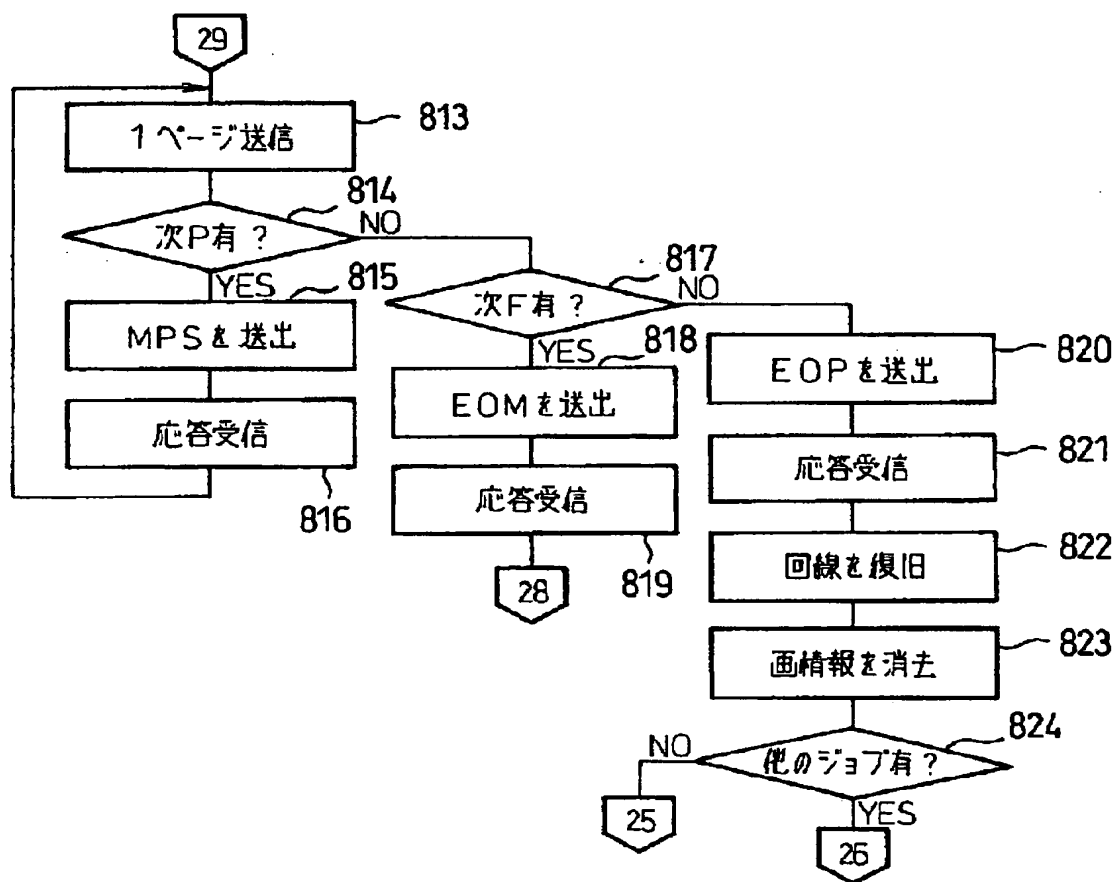 29
1ページ送信
813
次P有?
814
NO
YES
815
MPSを送出
応答受信
816
次F有?
817
NO
YES
818
EOMを送出
応答受信
819
28
EOPを送出
820
応答受信
821
回線を復旧
822
画情報を消去
823
他のジョブ有?
824
NO
25
YES
26